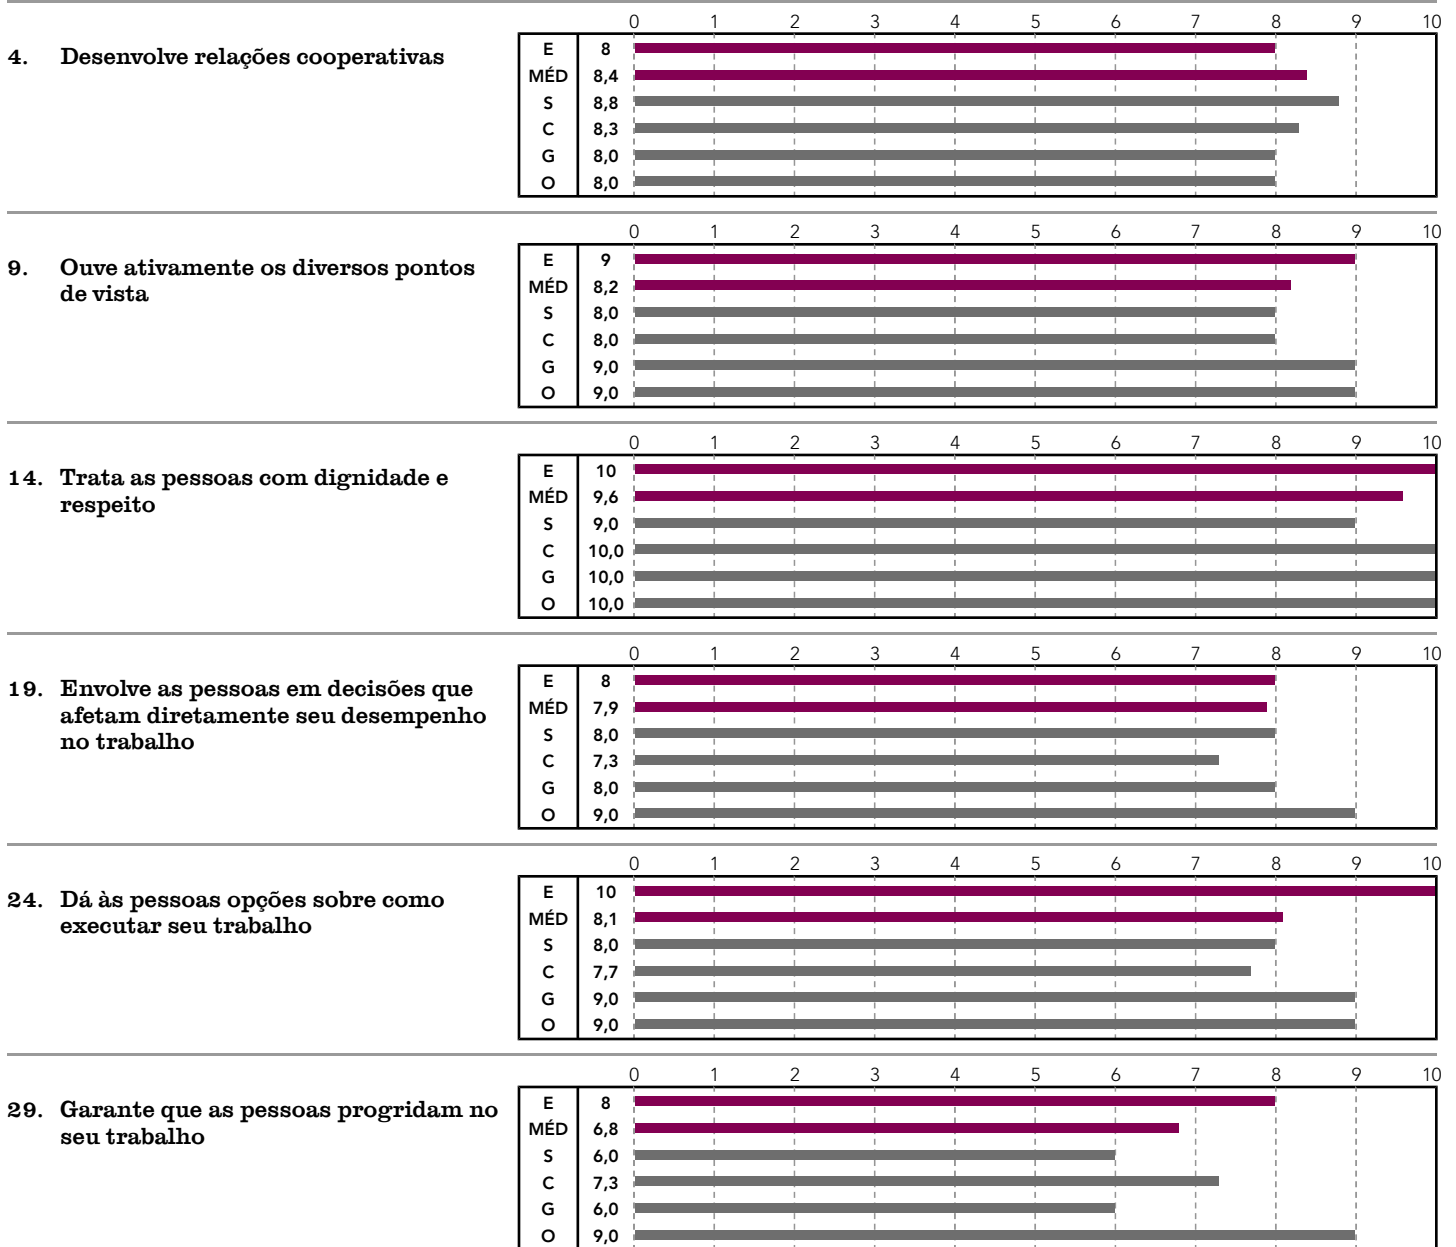 0 1 2 3 4 5 6 7 8 9 10
4. Desenvolve relações cooperativas
E 8
MÉD 8,4
S 8,8
C 8,3
G 8,0
O 8,0
0 1 2 3 4 5 6 7 8 9 10
9. Ouve ativamente os diversos pontos
de vista
E 9
MÉD 8,2
S 8,0
C 8,0
G 9,0
O 9,0
0 1 2 3 4 5 6 7 8 9 10
14. Trata as pessoas com dignidade e
respeito
E 10
MÉD 9,6
S 9,0
C 10,0
G 10,0
O 10,0
0 1 2 3 4 5 6 7 8 9 10
19. Envolve as pessoas em decisões que
afetam diretamente seu desempenho
no trabalho
E 8
MÉD 7,9
S 8,0
C 7,3
G 8,0
O 9,0
0 1 2 3 4 5 6 7 8 9 10
24. Dá às pessoas opções sobre como
executar seu trabalho
E 10
MÉD 8,1
S 8,0
C 7,7
G 9,0
O 9,0
0 1 2 3 4 5 6 7 8 9 10
29. Garante que as pessoas progridam no
seu trabalho
E 8
MÉD 6,8
S 6,0
C 7,3
G 6,0
O 9,0